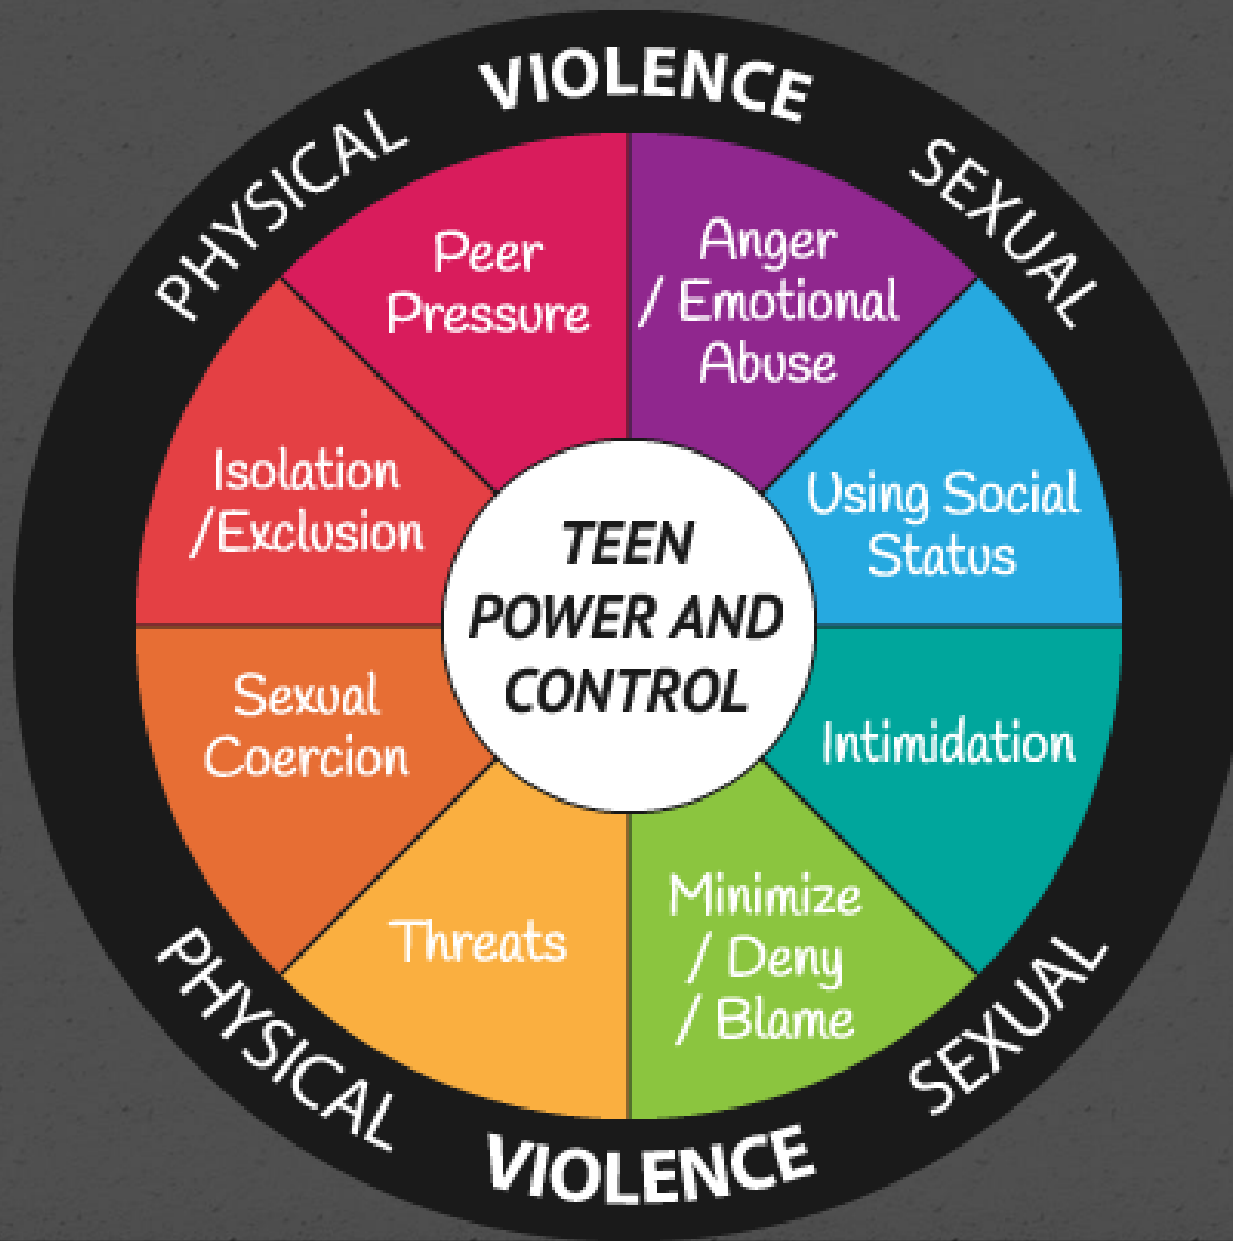 VIOLENCE
PHYSICAL
SEXUAL
Peer
Pressure
Anger
/ Emotional
Abuse
Isolation
/Exclusion
Using Social
Status
TEEN
POWER AND
CONTROL
Sexual
Coercion
Intimidation
Threats
Minimize
/ Deny
/ Blame
PHYSICAL
SEXUAL
VIOLENCE